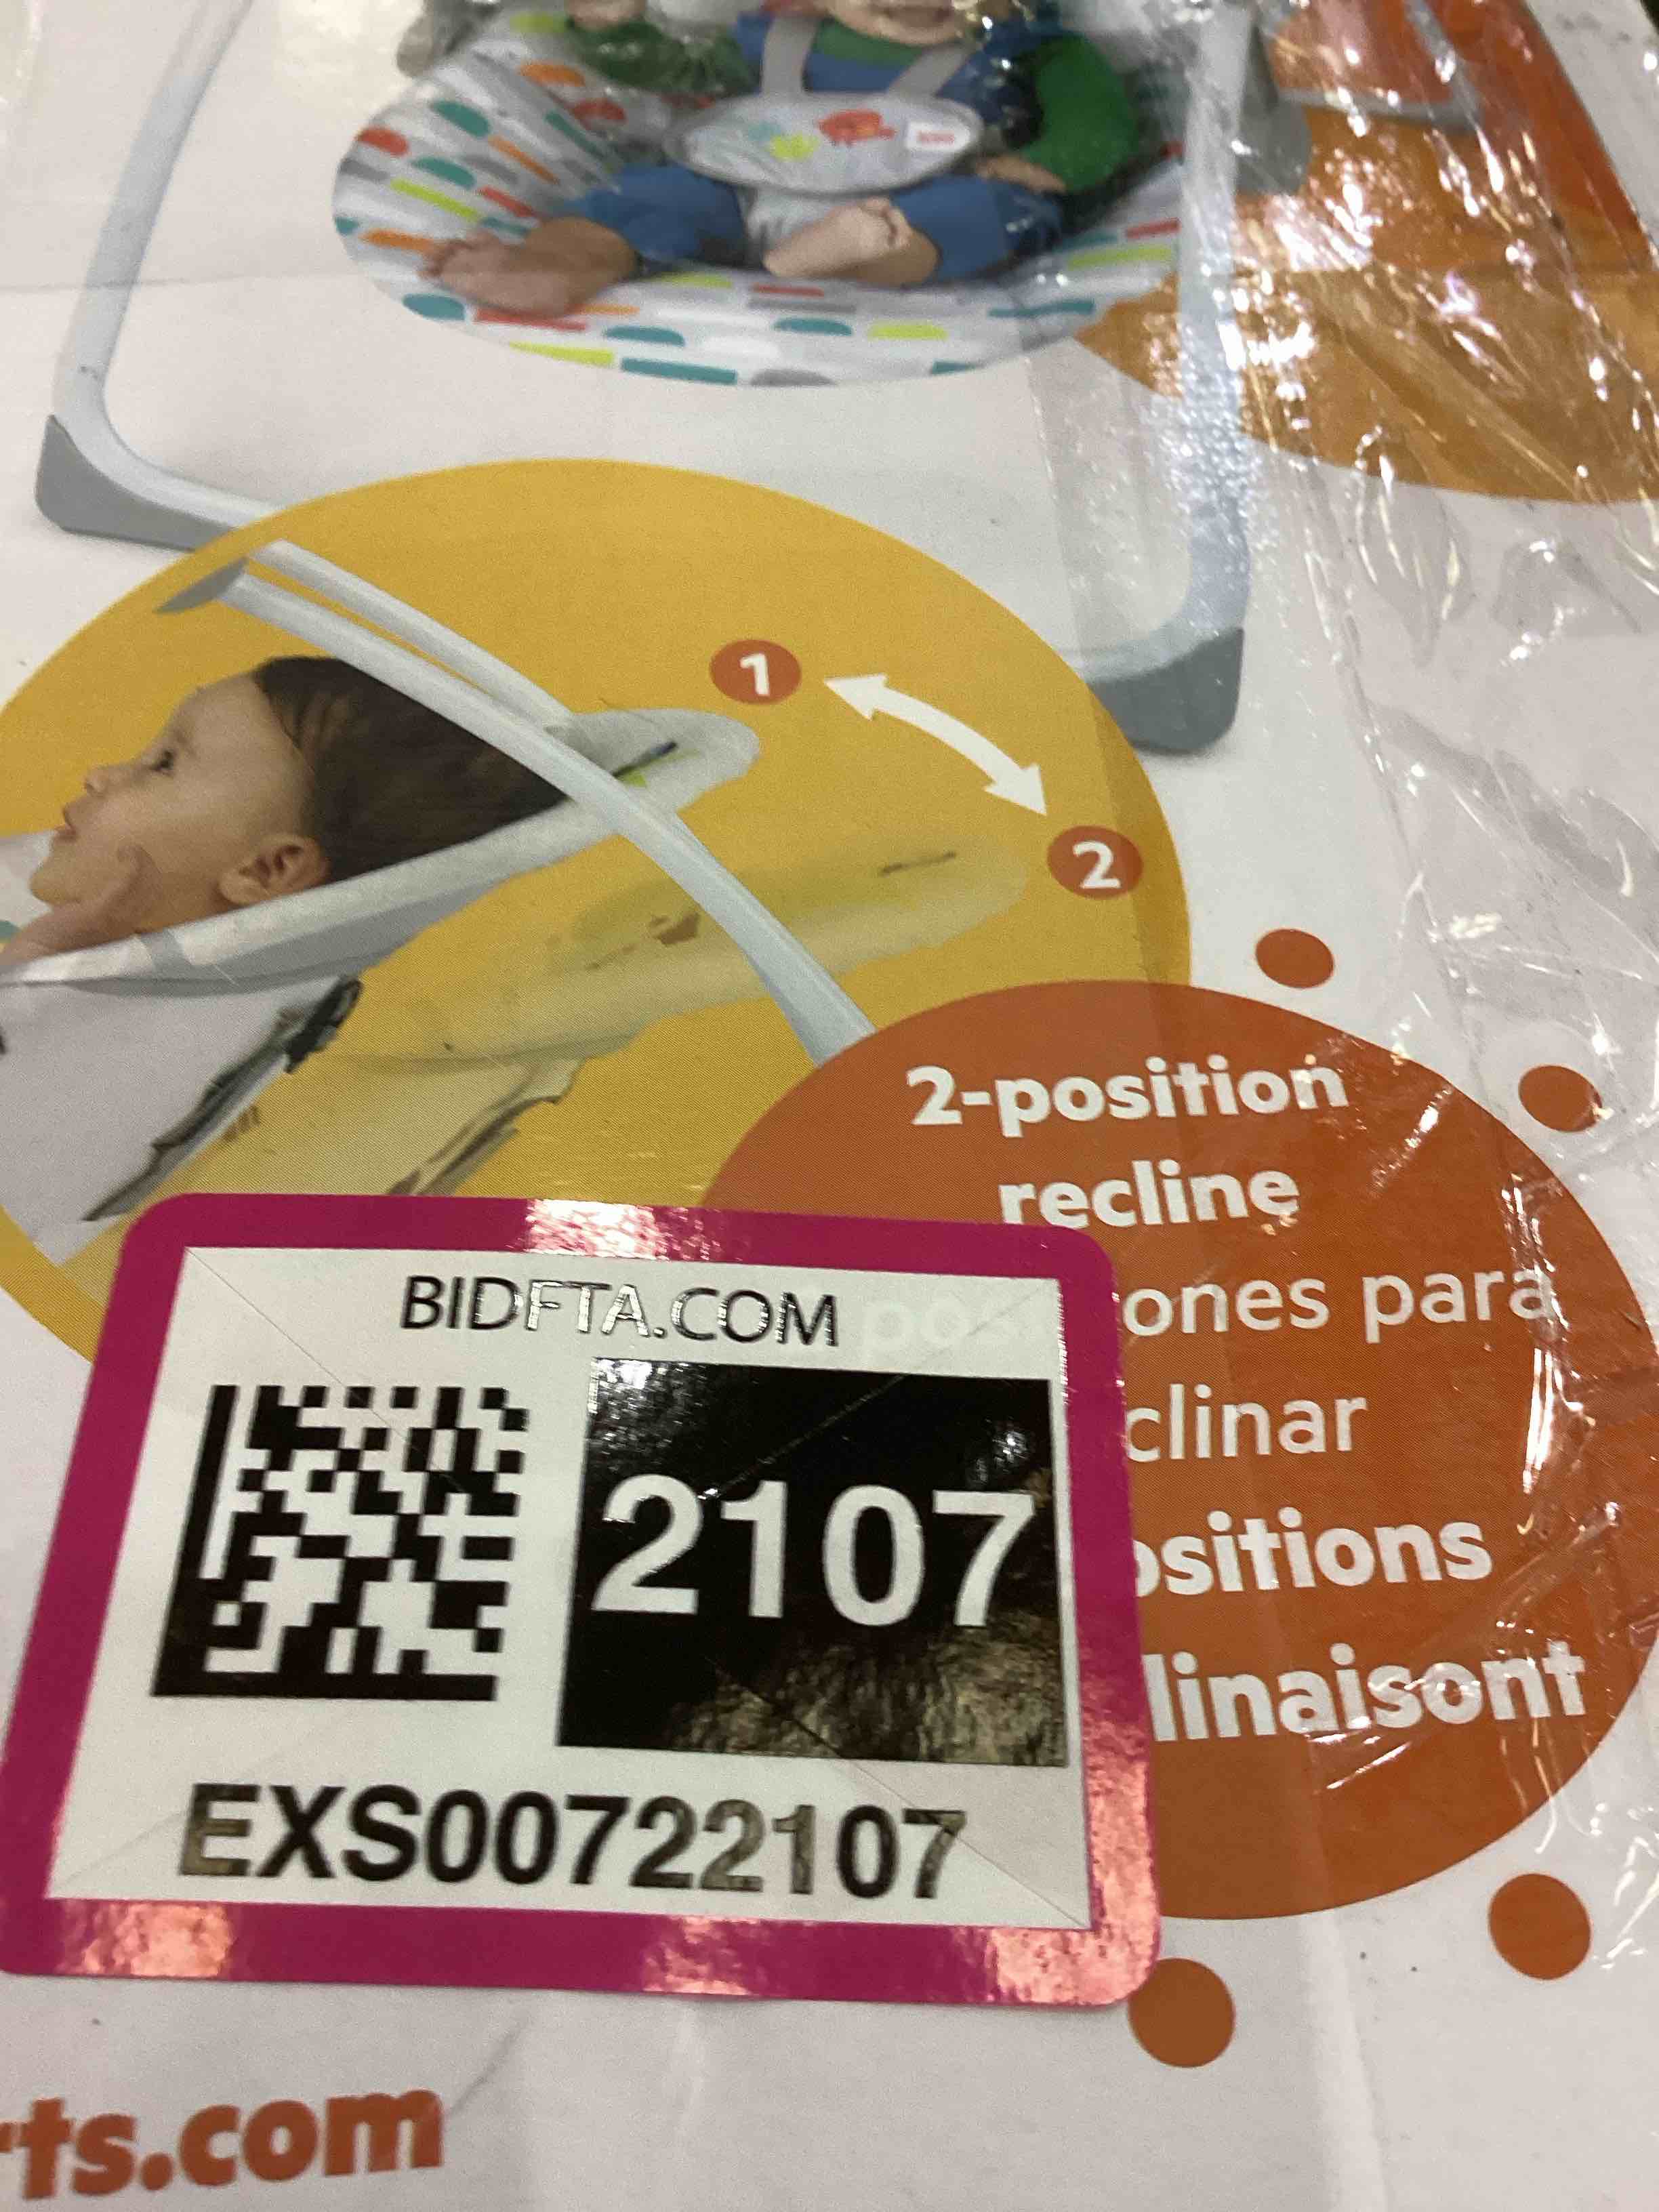 1
2
2-position
recline
ones para
clinar
ositions
linaisont
BIDFTA.COM
2107
EXS00722107
rts.com